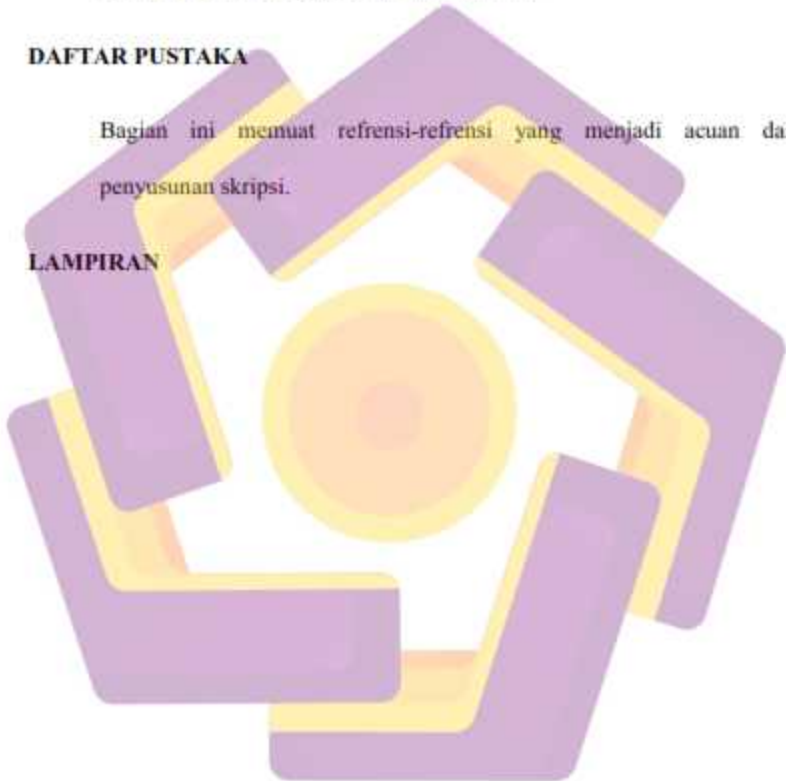 DAFTAR PUSTAKA
Bagian ini memuat refrensi-refrensi yang menjadi acuan da
penyusunan skripsi.
LAMPIRAN